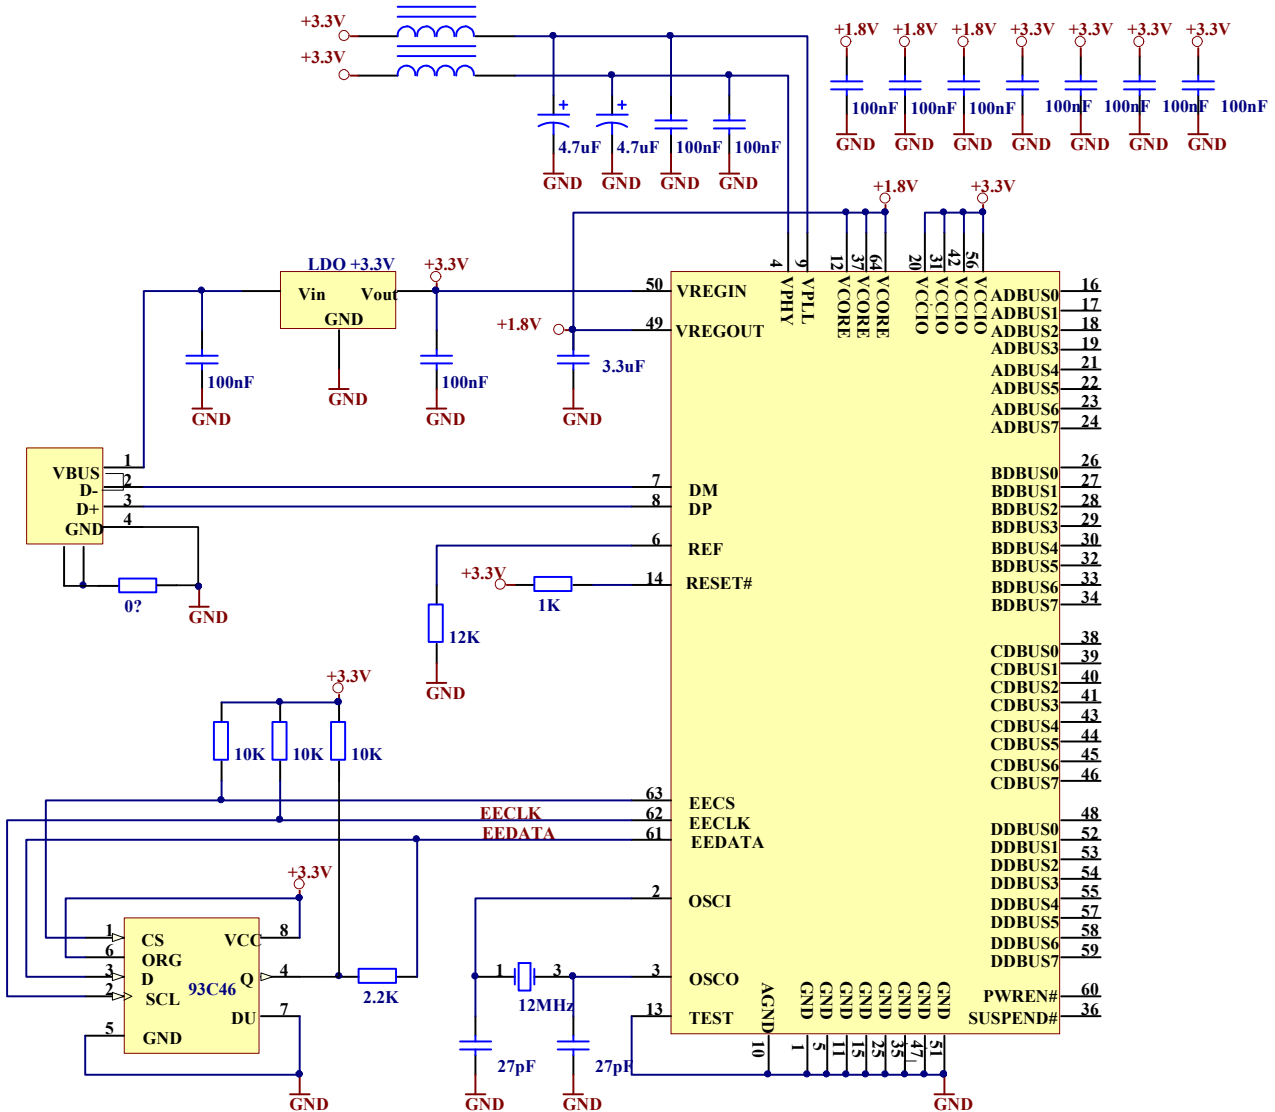 +3.3V
+3.3V
4.7uF
4.7uF
100nF
100nF
GND
GND
GND
GND
+1.8V
+1.8V
+1.8V
+3.3V
+3.3V
+3.3V
+3.3V
100nF
100nF
100nF
100nF
100nF
100nF
100nF
GND
GND
GND
GND
GND
GND
GND
+1.8V
+3.3V
LDO +3.3V
Vin
Vout
GND
+3.3V
100nF
100nF
GND
GND
GND
+1.8V
3.3uF
GND
VBUS
D-
D+
GND
1
2
3
4
0?
GND
+3.3V
1K
12K
GND
+3.3V
10K
10K
10K
EECLK
EEDATA
+3.3V
1
6
3
2
5
CS
ORG
D
SCL
GND
VCC
Q
DU
93C46
8
4
7
2.2K
GND
1
3
12MHz
27pF
27pF
GND
GND
50
VREGIN
49
VREGOUT
7
DM
8
DP
6
REF
14
RESET#
63
EECS
62
EECLK
61
EEDATA
2
OSCI
3
OSCO
13
TEST
4
VPHY
9
VPLL
12
VCORE
37
VCORE
64
VCORE
20
VCCIO
31
VCCIO
42
VCCIO
56
VCCIO
ADBUS0 16
ADBUS1 17
ADBUS2 18
ADBUS3 19
ADBUS4 21
ADBUS5 22
ADBUS6 23
ADBUS7 24
BDBUS0 26
BDBUS1 27
BDBUS2 28
BDBUS3 29
BDBUS4 30
BDBUS5 32
BDBUS6 33
BDBUS7 34
CDBUS0 38
CDBUS1 39
CDBUS2 40
CDBUS3 41
CDBUS4 43
CDBUS5 44
CDBUS6 45
CDBUS7 46
DDBUS0 48
DDBUS1 52
DDBUS2 53
DDBUS3 54
DDBUS4 55
DDBUS5 57
DDBUS6 58
DDBUS7 59
PWREN# 60
SUSPEND# 36
AGND 10
GND 1
GND 5
GND 11
GND 15
GND 25
GND 35
GND 47
GND 51
GND